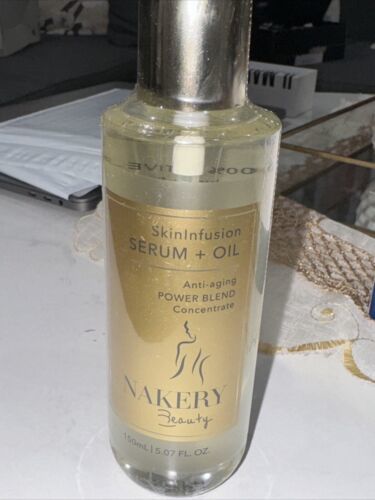 SkinInfusion
SERUM + OIL
Anti-aging
POWER BLEND
Concentrate
NAKERY
Beauty
150mL | 5.07 FL. OZ.